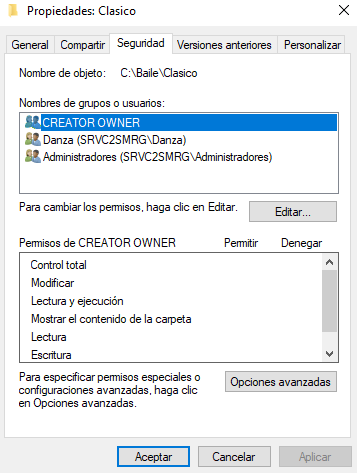 Propiedades: Clasico
General
Compartir
Seguridad
Versiones anteriores
Personalizar
Nombre de objeto: C:\Baile\Clasico
Nombres de grupos o usuarios:
CREATOR OWNER
Danza (SRVC2SMRG\Danza)
Administradores (SRVC2SMRG\Administradores)
Para cambiar los permisos, haga clic en Editar.
Editar...
Permisos de CREATOR OWNER Permitir Denegar
Control total
Modificar
Lectura y ejecución
Mostrar el contenido de la carpeta
Lectura
Escritura
Para especificar permisos especiales o
configuraciones avanzadas, haga clic
en Opciones avanzadas.
Opciones avanzadas
Aceptar
Cancelar
Aplicar